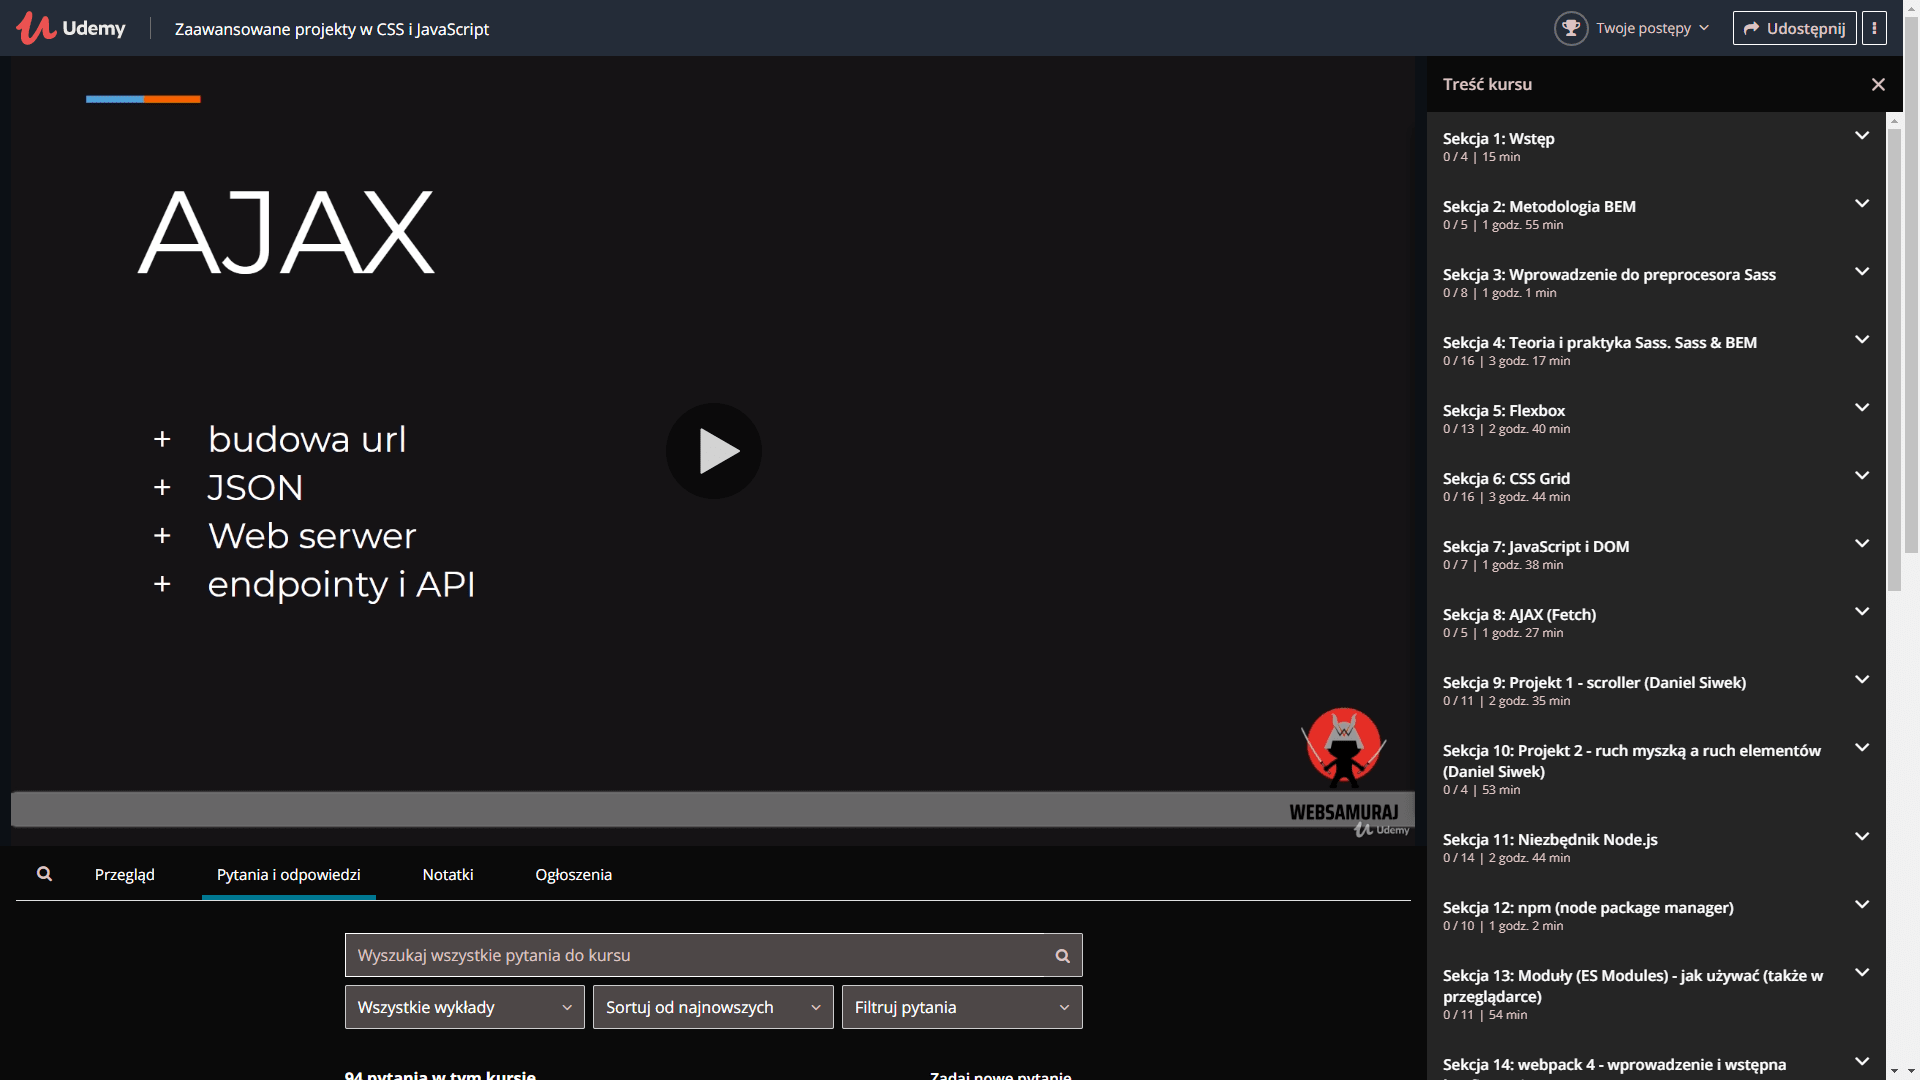 Udemy
Zaawansowane projekty w CSS i JavaScript
Twoje postępy
Udostępnij
AJAX
+ budowa url
+ JSON
+ Web serwer
+ endpointy i API
WEBSAMURAJ
Udemy
Przegląd
Pytania i odpowiedzi
Notatki
Ogłoszenia
Wyszukaj wszystkie pytania do kursu
Wszystkie wykłady
Sortuj od najnowszych
Filtruj pytania
94 pytania w tym kursie
Zadaj nowe pytanie
Treść kursu
Sekcja 1: Wstęp
0 / 4 | 15 min
Sekcja 2: Metodologia BEM
0 / 5 | 1 godz. 55 min
Sekcja 3: Wprowadzenie do preprocesora Sass
0 / 8 | 1 godz. 1 min
Sekcja 4: Teoria i praktyka Sass. Sass & BEM
0 / 16 | 3 godz. 17 min
Sekcja 5: Flexbox
0 / 13 | 2 godz. 40 min
Sekcja 6: CSS Grid
0 / 16 | 3 godz. 44 min
Sekcja 7: JavaScript i DOM
0 / 7 | 1 godz. 38 min
Sekcja 8: AJAX (Fetch)
0 / 5 | 1 godz. 27 min
Sekcja 9: Projekt 1 - scroller (Daniel Siwek)
0 / 11 | 2 godz. 35 min
Sekcja 10: Projekt 2 - ruch myszką a ruch elementów
(Daniel Siwek)
0 / 4 | 53 min
Sekcja 11: Niezbędnik Node.js
0 / 14 | 2 godz. 44 min
Sekcja 12: npm (node package manager)
0 / 10 | 1 godz. 2 min
Sekcja 13: Moduły (ES Modules) - jak używać (także w
przeglądarce)
0 / 11 | 54 min
Sekcja 14: webpack 4 - wprowadzenie i wstępna